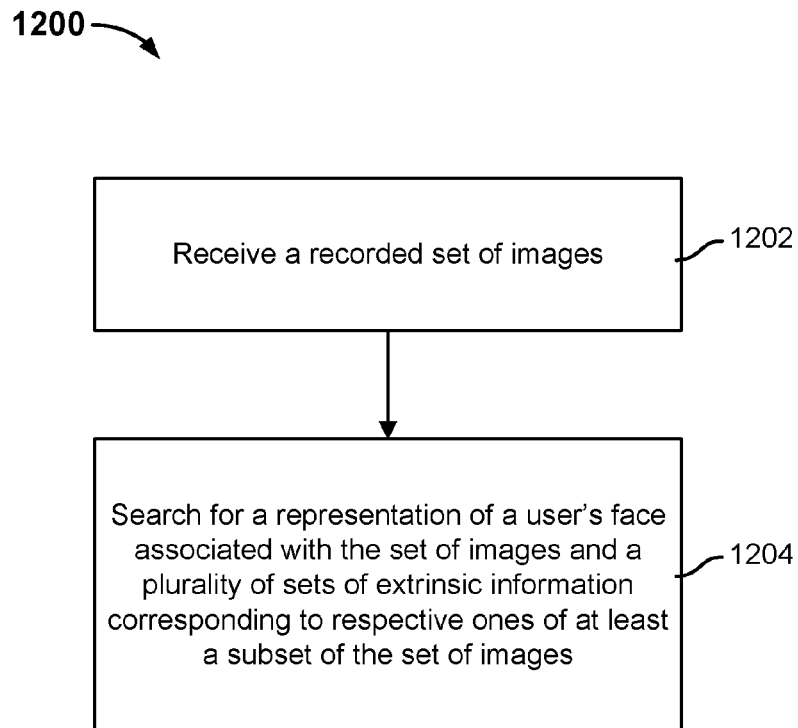 1200
Receive a recorded set of images
1202
Search for a representation of a user's face
associated with the set of images and a
plurality of sets of extrinsic information
corresponding to respective ones of at least
a subset of the set of images
1204